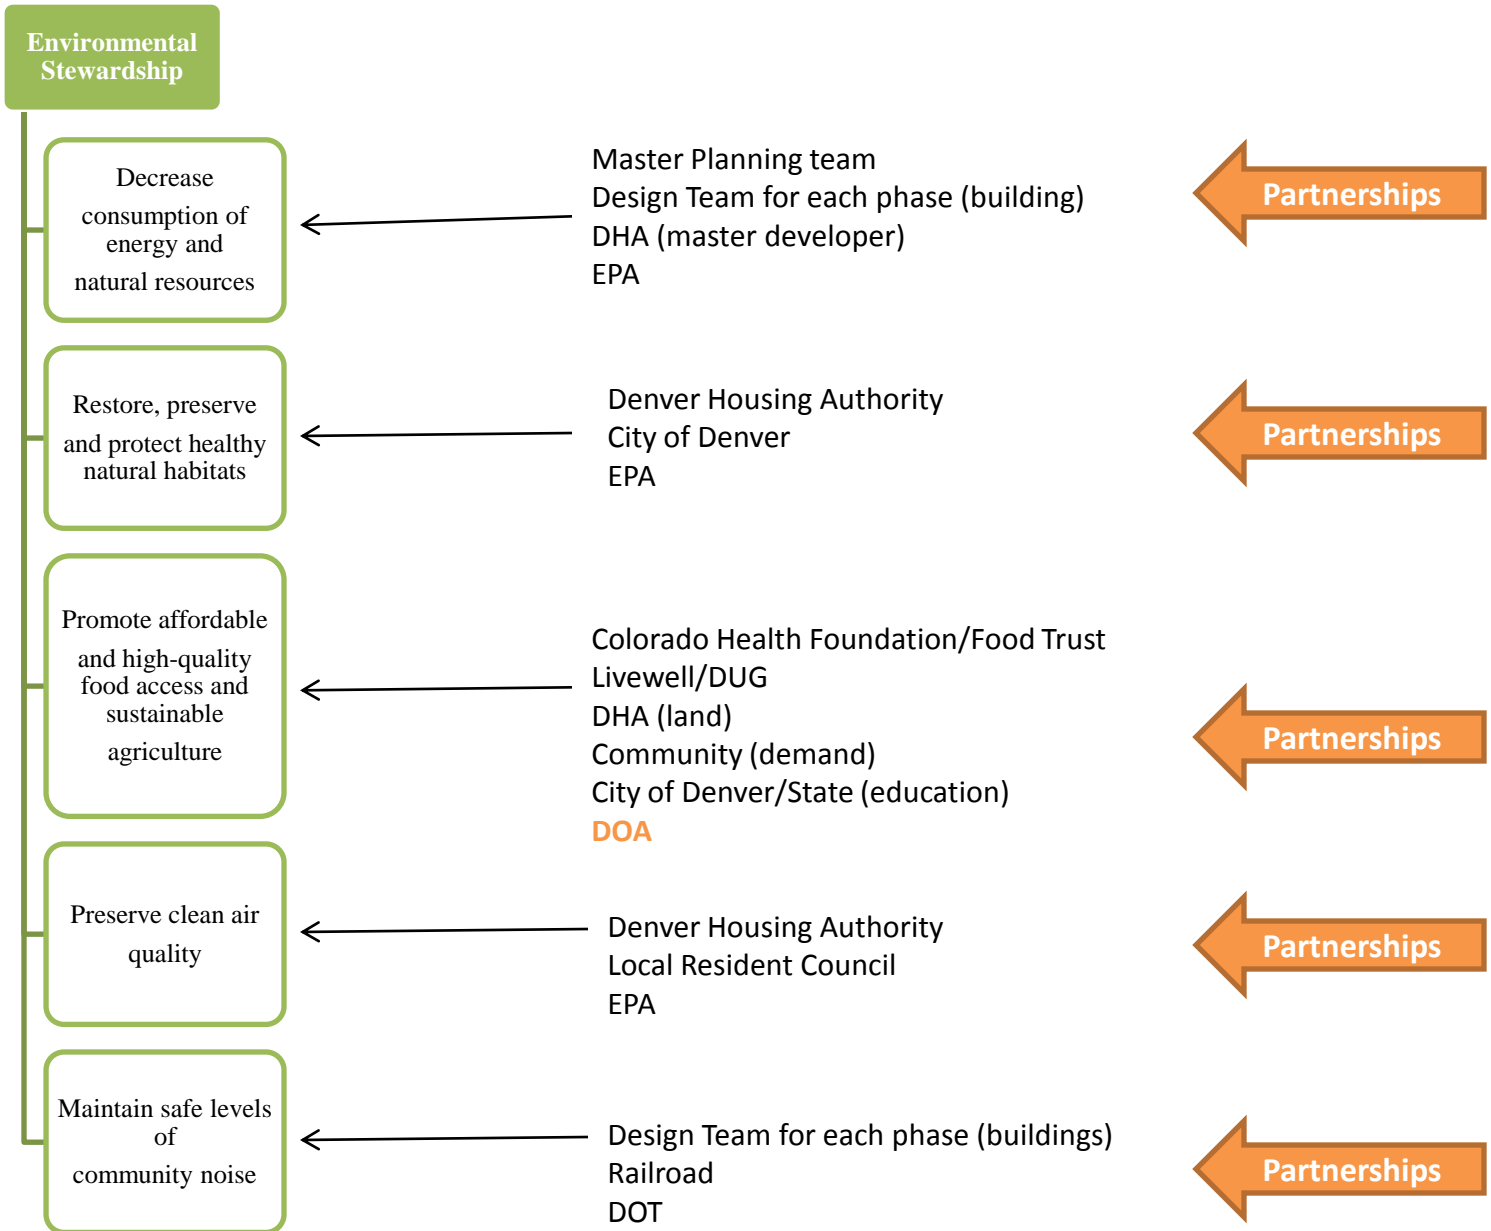 Environmental
Stewardship
Decrease
consumption of
energy and
natural resources
Master Planning team
Design Team for each phase (building)
DHA (master developer)
EPA
Partnerships
Restore, preserve
and protect healthy
natural habitats
Denver Housing Authority
City of Denver
EPA
Partnerships
Promote affordable
and high-quality
food access and
sustainable
agriculture
Colorado Health Foundation/Food Trust
Livewell/DUG
DHA (land)
Community (demand)
City of Denver/State (education)
DOA
Partnerships
Preserve clean air
quality
Denver Housing Authority
Local Resident Council
EPA
Partnerships
Maintain safe levels
of
community noise
Design Team for each phase (buildings)
Railroad
DOT
Partnerships